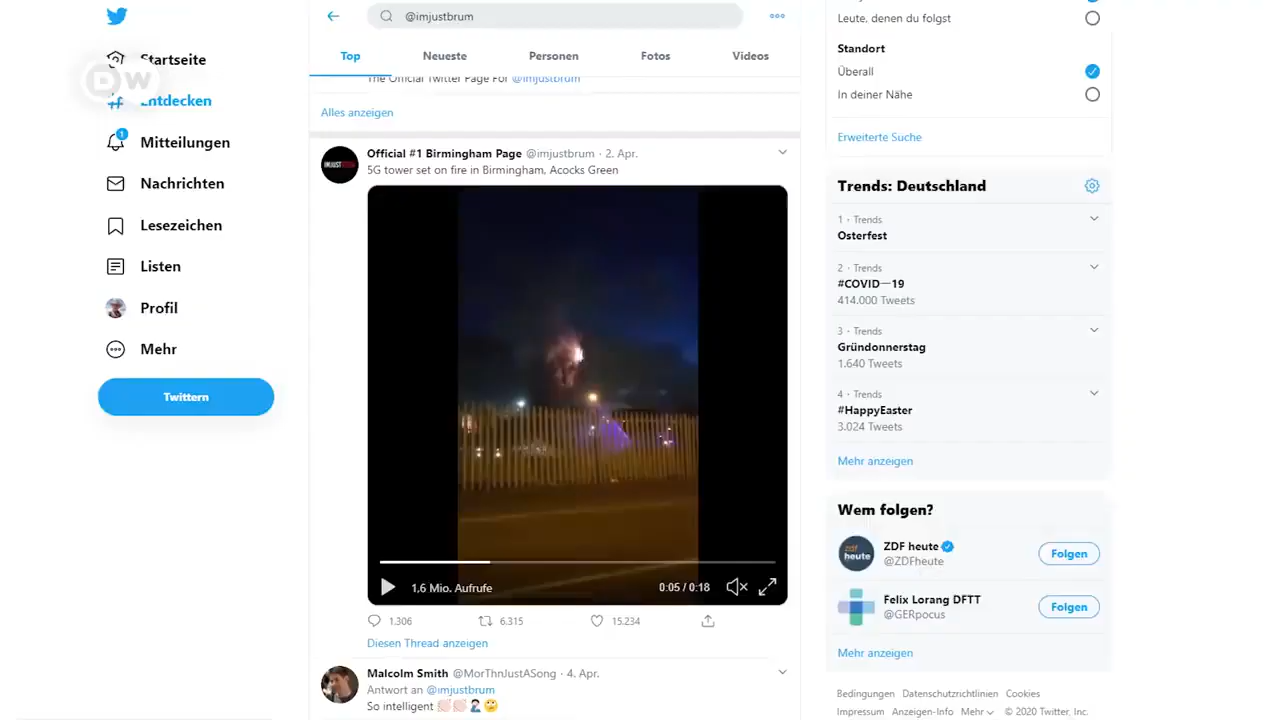 DW
Startseite
Entdecken
1
Mitteilungen
Nachrichten
Lesezeichen
Listen
Profil
Mehr
Twittern
@imjustbrum
Top
Neueste
Personen
Fotos
Videos
The Official Twitter Page For @imjustbrum
Alles anzeigen
Official #1 Birmingham Page @imjustbrum · 2. Apr.
5G tower set on fire in Birmingham, Acocks Green
1,6 Mio. Aufrufe
0:05 / 0:18
1.306
6.315
15.234
Diesen Thread anzeigen
Malcolm Smith @MorThnJustASong · 4. Apr.
Antwort an @imjustbrum
So intelligent
Leute, denen du folgst
Standort
Überall
In deiner Nähe
Erweiterte Suche
Trends: Deutschland
1 · Trends
Osterfest
2 · Trends
#COVID—19
414.000 Tweets
3 · Trends
Gründonnerstag
1.640 Tweets
4 · Trends
#HappyEaster
3.024 Tweets
Mehr anzeigen
Wem folgen?
ZDF heute
@ZDFheute
Folgen
Felix Lorang DFTT
@GERpocus
Folgen
Mehr anzeigen
Bedingungen Datenschutzrichtlinien Cookies
Impressum Anzeigen-Info Mehr © 2020 Twitter, Inc.